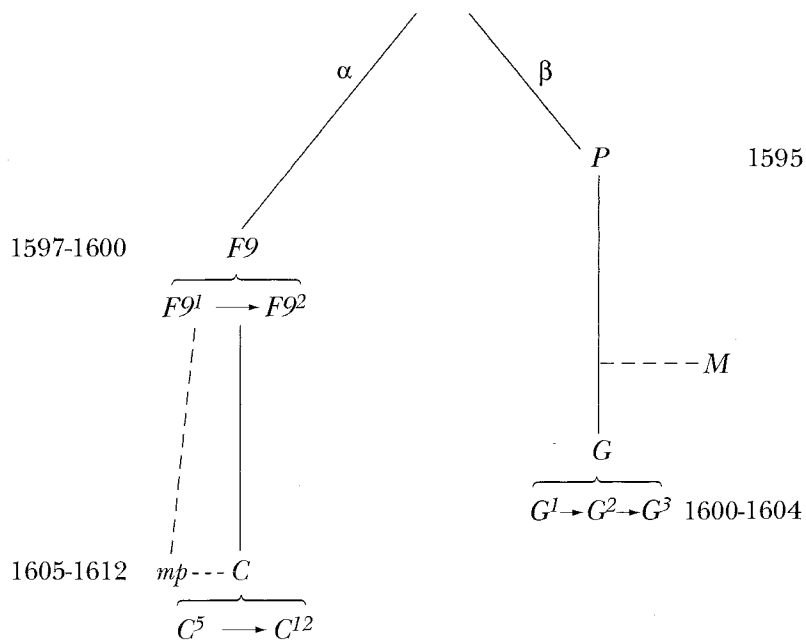 α β
P 1595
1597-1600 F9
F9¹ → F9²
M
G
G¹→G²→G³ 1600-1604
1605-1612 mp --- C
C⁵ → C¹²